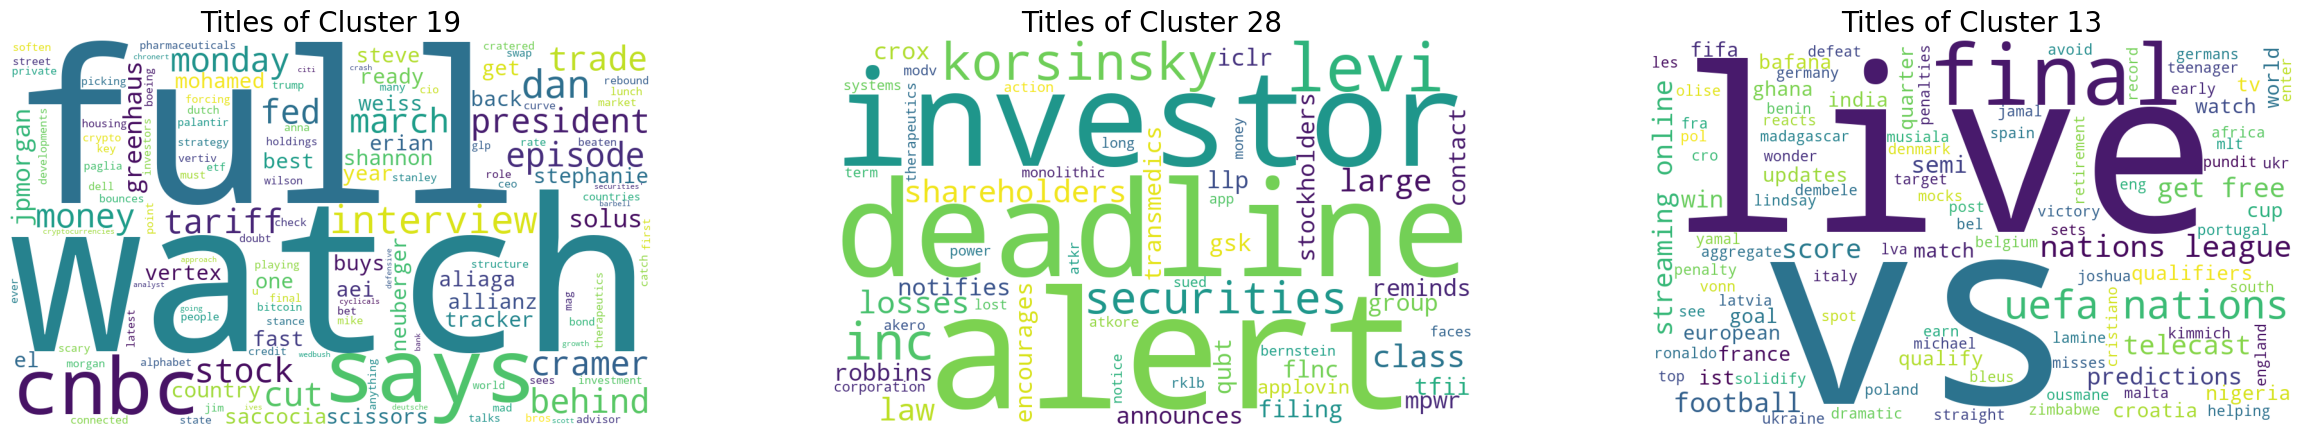 Titles of Cluster 19
soften
pharmaceuticals
chronert
citi
swap
steve
cratered
trade
street
private
monday
crash
many
get
rebound
picking
boeing
mohamed
trump
ready
cio
dan
lunch
market
full
greenhaus
forcing
dutch
fed
weiss
back
curve
jpmorgan
developments
housing
crypto
key
palantir
investors
anna
march
president
strategy
holdings
erian
glp
rate
beaten
paglia
vertiv
etf
best
shannon
episode
dell
must
wilson
year
stanley
role
ceo
stephanie
bounces
securities
countries
money
point
tariff
check
interview
barbell
solus
cryptocurrencies
doubt
watch
approach
vertex
analyst
playing
one
u
final
bitcoin
buys
aei
structure
aliaga
defensive
neuberger
cyclicals
bet
mike
allianz
tracker
mag
bond
therapeutics
catch first
ever
going
people
stance
latest
fast
growth
el
scary
morgan
alphabet
credit
wedbush
bank
says
cramer
cnbc
stock
country
cut
anything
world
sees
investment
behind
jim
ives
deutsche
mad
saccocia
scissors
talks
bros
scott
advisor
connected
state
Titles of Cluster 28
crox
modv
korsinsky
iclr
levi
systems
therapeutics
action
investor
transmedics
long
money
stockholders
contact
term
monolithic
shareholders
llp
app
large
deadline
power
atkr
gsk
notifies
encourages
sued
reminds
losses
lost
securities
group
akero
atkore
inc
alert
faces
robbins
corporation
notice
bernstein
qubt
flnc
class
rklb
applovin
tfii
law
announces
filing
mpwr
Titles of Cluster 13
fifa
defeat
avoid
germans
les
bafana
final
teenager
germany
quarter
penalties
record
early
tv
world
enter
olise
ghana
live
benin
india
jamal
watch
streaming online
reacts
fra
pol
madagascar
musiala
spain
africa
mlt
cro
wonder
denmark
semi
retirement
pundit
ukr
updates
target
win
dembele
mocks
eng
get free
lindsay
post
bel
victory
cup
yamal
sets
portugal
aggregate
score
lva
match
belgium
nations league
penalty
vonn
italy
vs
joshua
qualifiers
south
latvia
see
goal
spot
uefa nations
european
earn
michael
lamine
kimmich
ronaldo
france
qualify
misses
cristiano
telecast
england
top
ist
solidify
bleus
predictions
football
poland
ousmane
malta
nigeria
ukraine
dramatic
straight
zimbabwe
croatia
helping